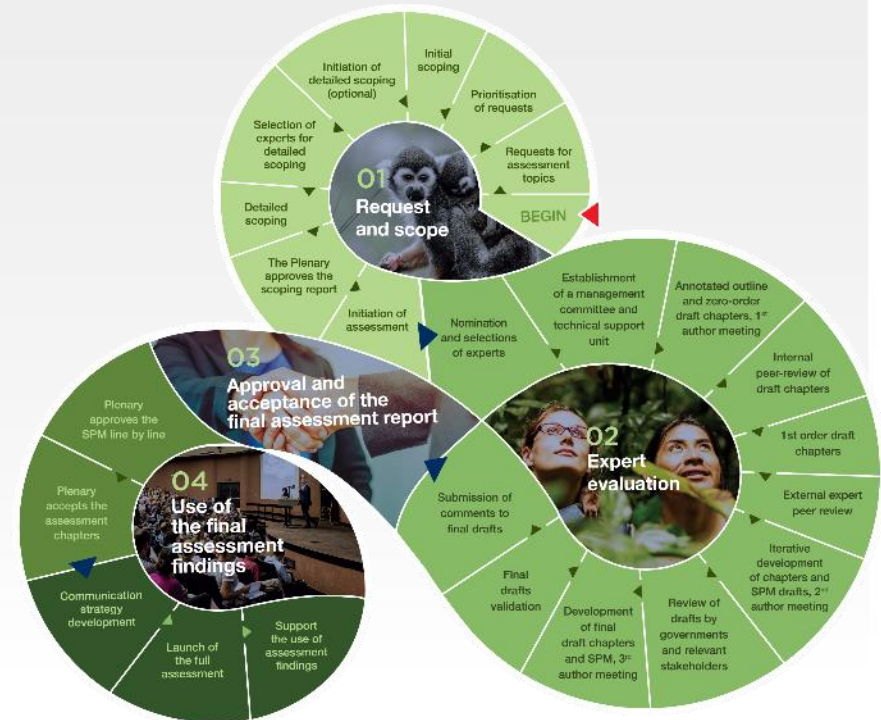 BEGIN
Requests for
assessment
topics
Prioritisation
of requests
Initial
scoping
Initiation of
detailed scoping
(optional)
Selection of
experts for
detailed
scoping
Detailed
scoping
The Plenary
approves the
scoping report
Initiation of
assessment
01
Request
and scope
Nomination
and selections
of experts
Establishment
of a management
committee and
technical support
unit
Annotated outline
and zero-order
draft chapters, 1st
author meeting
Internal
peer-review of
draft chapters
1st order draft
chapters
External expert
peer review
Iterative
development
of chapters and
SPM drafts, 2nd
author meeting
Review of
drafts by
governments
and relevant
stakeholders
Development
of final
draft chapters
and SPM, 3rd
author meeting
Final
drafts
validation
Submission of
comments to
final drafts
02
Expert
evaluation
03
Approval and
acceptance of the
final assessment report
Plenary
approves the
SPM line by line
Plenary
accepts the
assessment
chapters
04
Use of
the final
assessment
findings
Communication
strategy
development
Launch of
the full
assessment
Support
the use of
assessment
findings